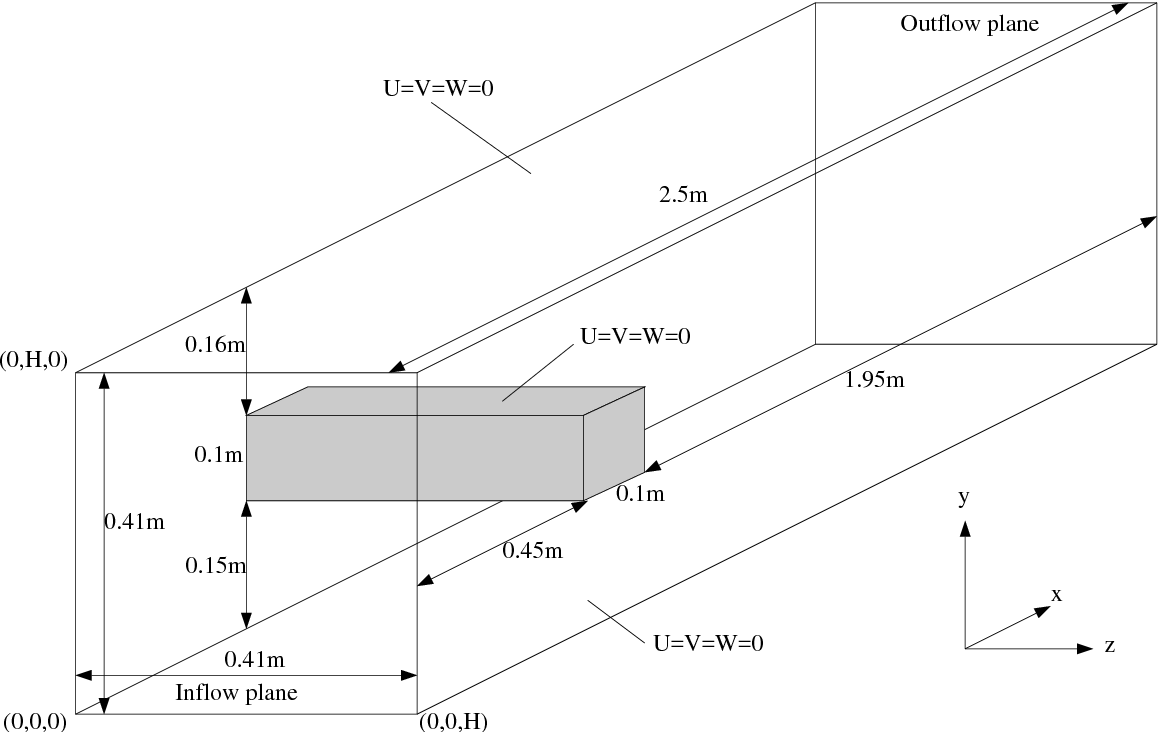 Outflow plane
U=V=W=0
2.5m
U=V=W=0
0.16m
(0,H,0)
1.95m
0.1m
0.1m
y
0.41m
0.45m
0.15m
x
U=V=W=0
z
0.41m
Inflow plane
(0,0,0)
(0,0,H)